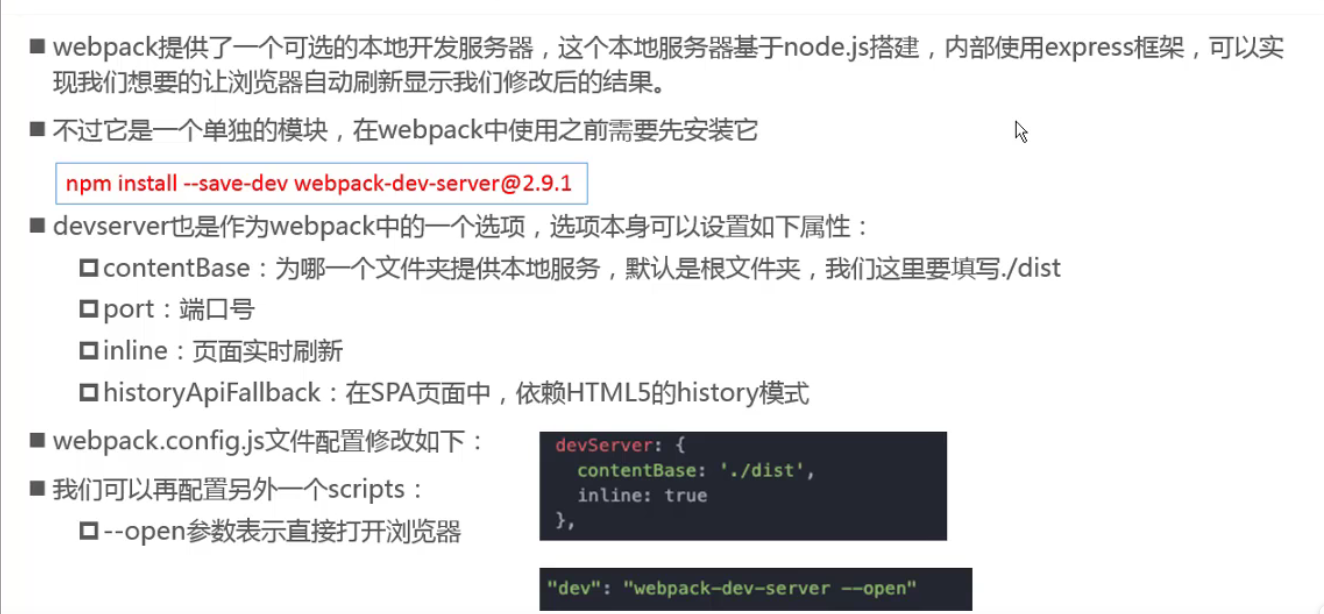 webpack提供了一个可选的本地开发服务器，这个本地服务器基于node.js搭建，内部使用express框架，可以实
现我们想要的让浏览器自动刷新显示我们修改后的结果。
不过它是一个单独的模块，在webpack中使用之前需要先安装它
npm install --save-dev webpack-dev-server@2.9.1
devserver也是作为webpack中的一个选项，选项本身可以设置如下属性：
contentBase：为哪一个文件夹提供本地服务，默认是根文件夹，我们这里要填写./dist
port：端口号
inline：页面实时刷新
historyApiFallback：在SPA页面中，依赖HTML5的history模式
webpack.config.js文件配置修改如下：
devServer: {
contentBase: './dist',
inline: true
},
我们可以再配置另外一个scripts：
--open参数表示直接打开浏览器
"dev": "webpack-dev-server --open"